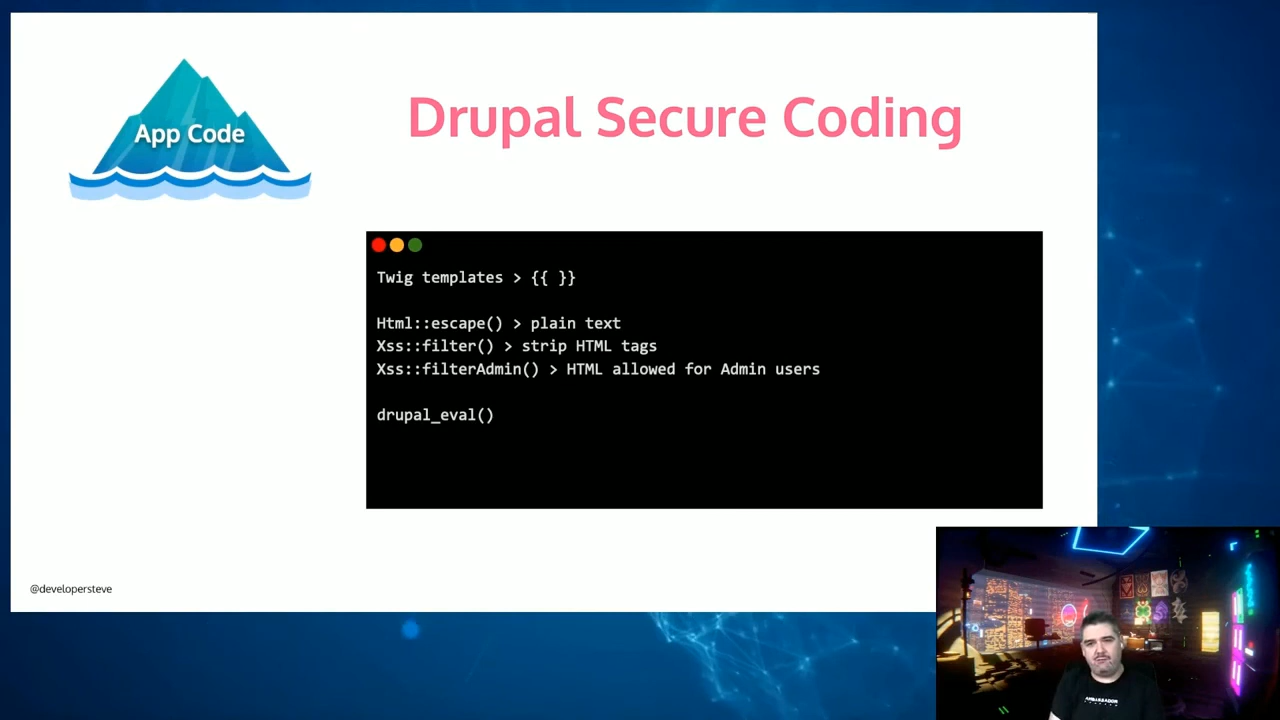 App Code
Drupal Secure Coding
Twig templates > {{ }}
Html::escape() > plain text
Xss::filter() > strip HTML tags
Xss::filterAdmin() > HTML allowed for Admin users
drupal_eval()
@developersteve
AMBASSADOR